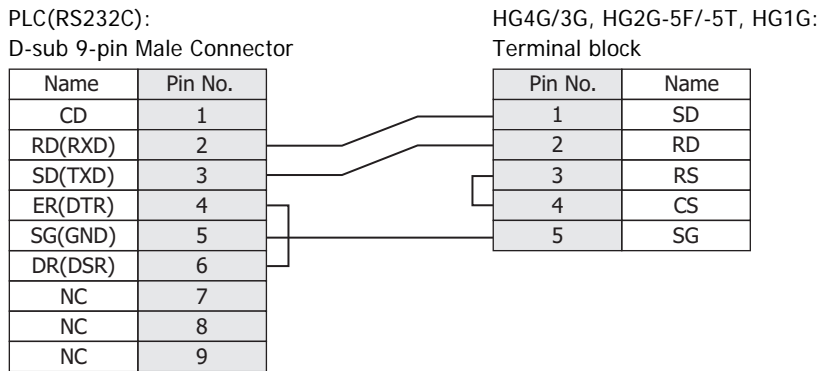 PLC(RS232C):
D-sub 9-pin Male Connector
Name Pin No.
CD 1
RD(RXD) 2
SD(TXD) 3
ER(DTR) 4
SG(GND) 5
DR(DSR) 6
NC 7
NC 8
NC 9
HG4G/3G, HG2G-5F/-5T, HG1G:
Terminal block
Pin No. Name
1 SD
2 RD
3 RS
4 CS
5 SG